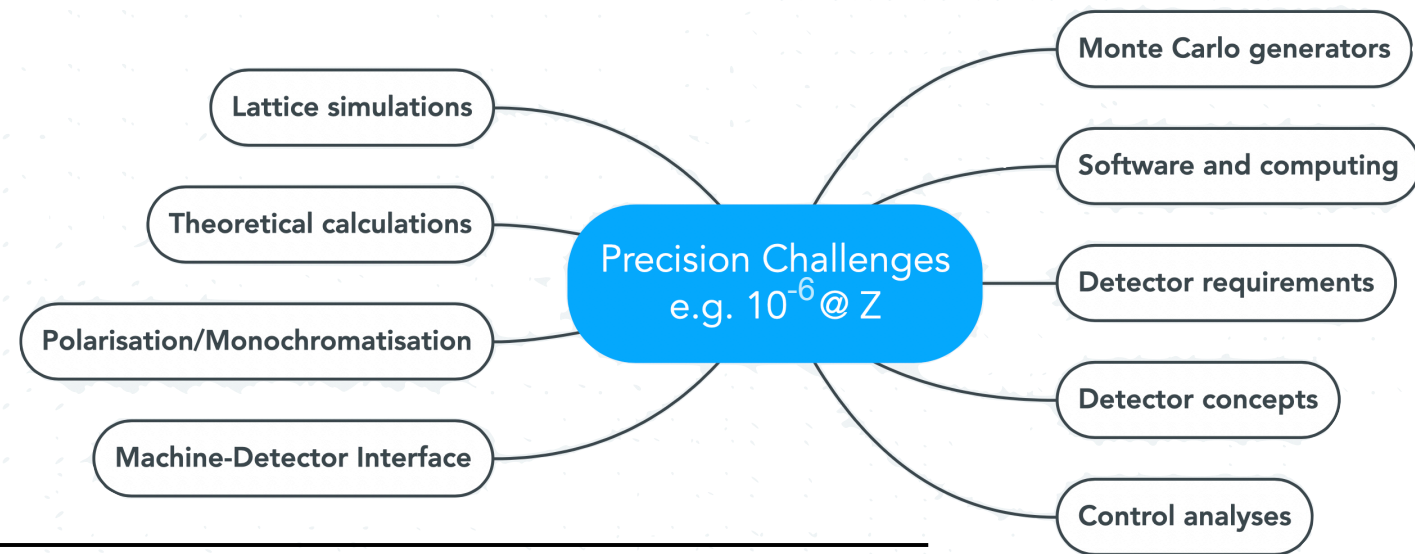 Lattice simulations
Theoretical calculations
Polarisation/Monochromatisation
Machine-Detector Interface
Precision Challenges
e.g. 10⁻⁶ @ Z
Monte Carlo generators
Software and computing
Detector requirements
Detector concepts
Control analyses